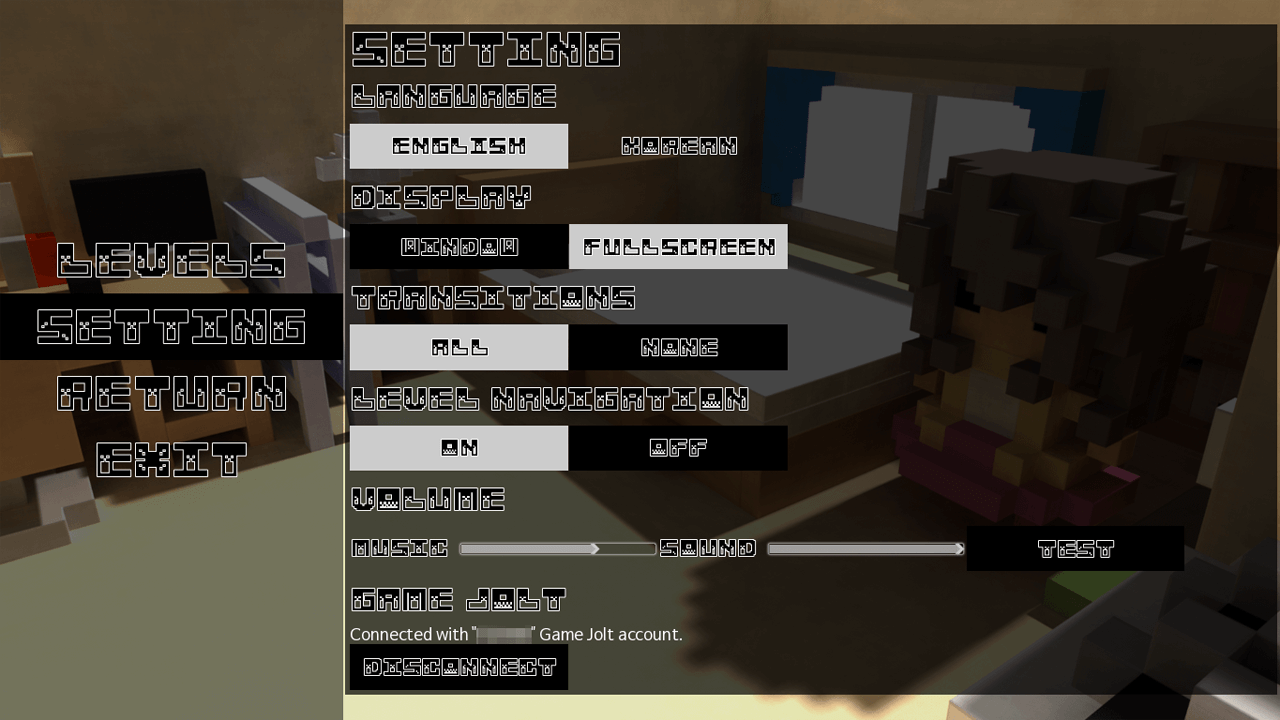 LEVELS
SETTING
RETURN
EXIT
SETTING
LANGUAGE
ENGLISH KOREAN
DISPLAY
WINDOW FULLSCREEN
TRANSITIONS
ALL NONE
LEVEL NAVIGATION
ON OFF
VOLUME
MUSIC SOUND TEST
GAME JOLT
Connected with "" Game Jolt account.
DISCONNECT